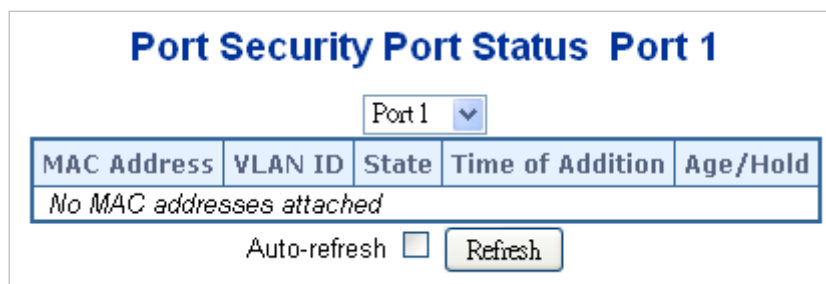 Port Security Port Status Port 1
Port 1
MAC Address VLAN ID State Time of Addition Age/Hold
No MAC addresses attached
Auto-refresh Refresh